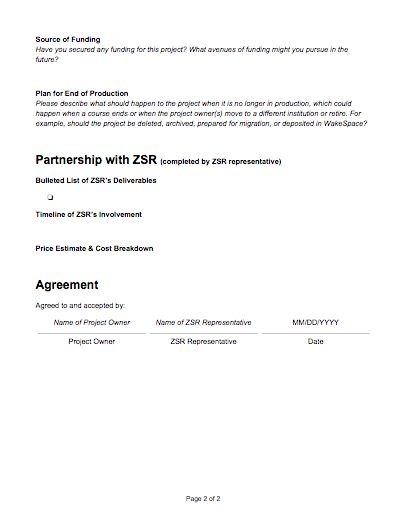 Source of Funding
Have you secured any funding for this project? What avenues of funding might you pursue in the
future?
Plan for End of Production
Please describe what should happen to the project when it is no longer in production, which could
happen when a course ends or when the project owner(s) move to a different institution or retire. For
example, should the project be deleted, archived, prepared for migration, or deposited in WakeSpace?
Partnership with ZSR (completed by ZSR representative)
Bulleted List of ZSR's Deliverables
Timeline of ZSR's Involvement
Price Estimate & Cost Breakdown
Agreement
Agreed to and accepted by:
Name of Project Owner Name of ZSR Representative MM/DD/YYYY
Project Owner ZSR Representative Date
Page 2 of 2